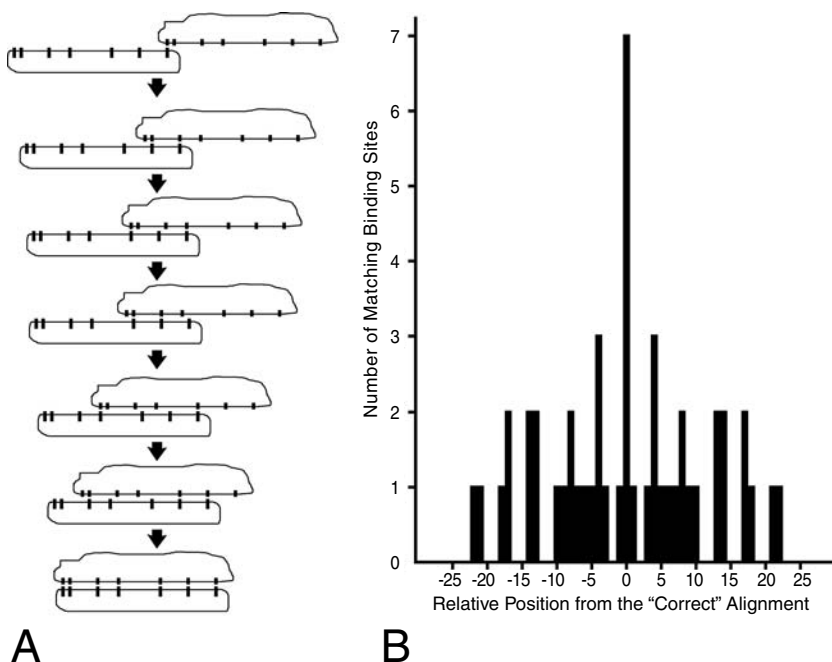 Number of Matching Binding Sites
7
6
5
4
3
2
1
0
-25 -20 -15 -10 -5 0 5 10 15 20 25
Relative Position from the “Correct” Alignment
A B